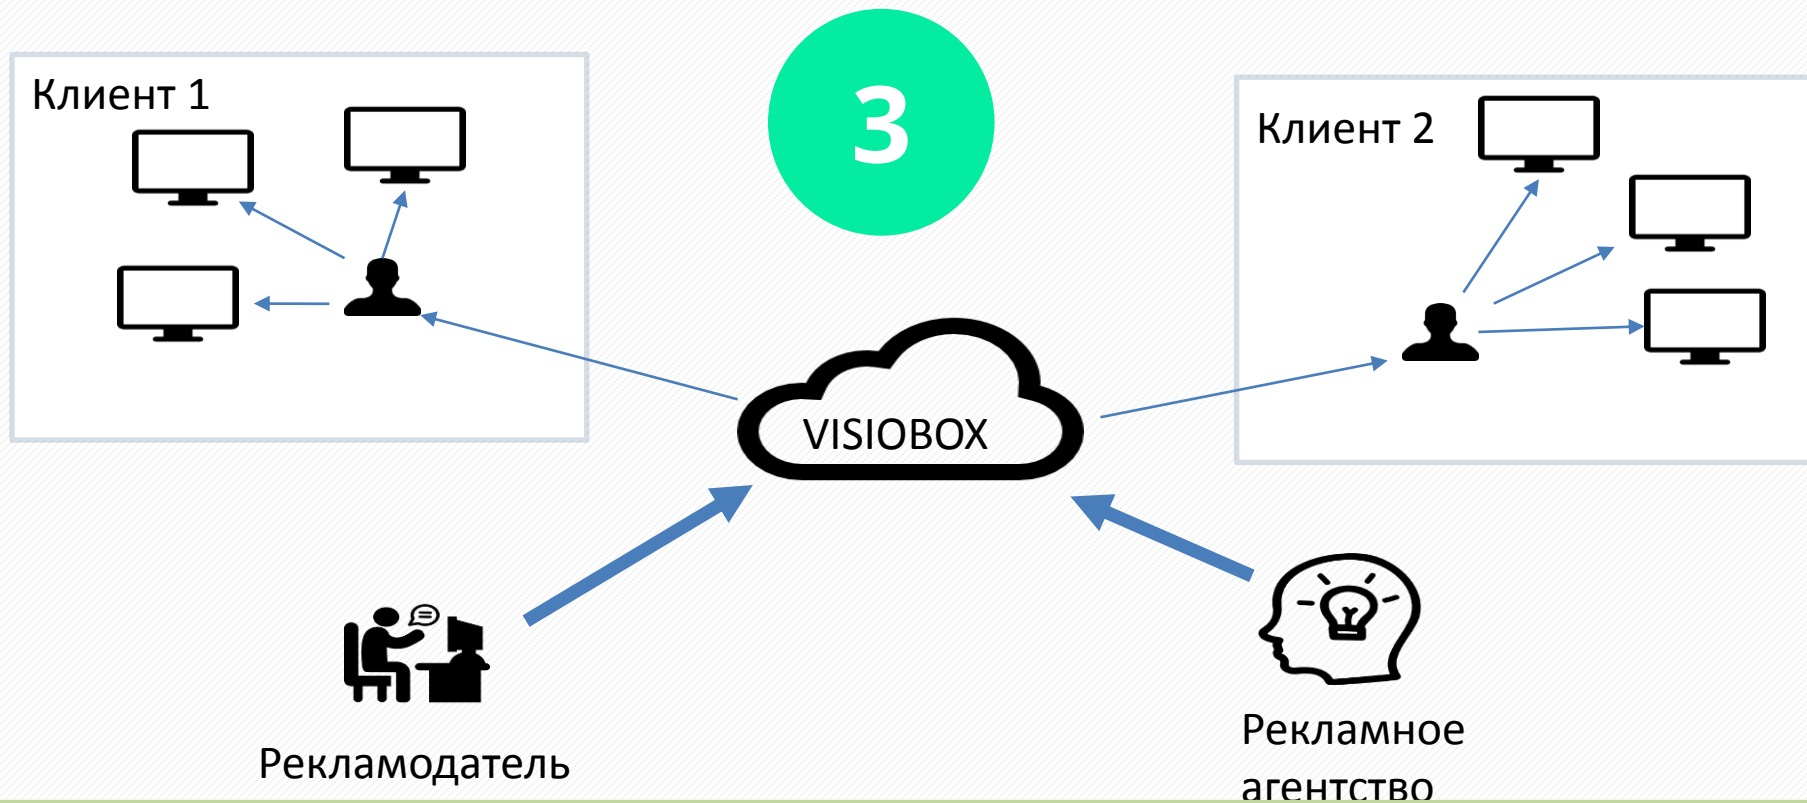 3
Клиент 1
Клиент 2
VISIOBOX
Рекламодатель
Рекламное
агентство